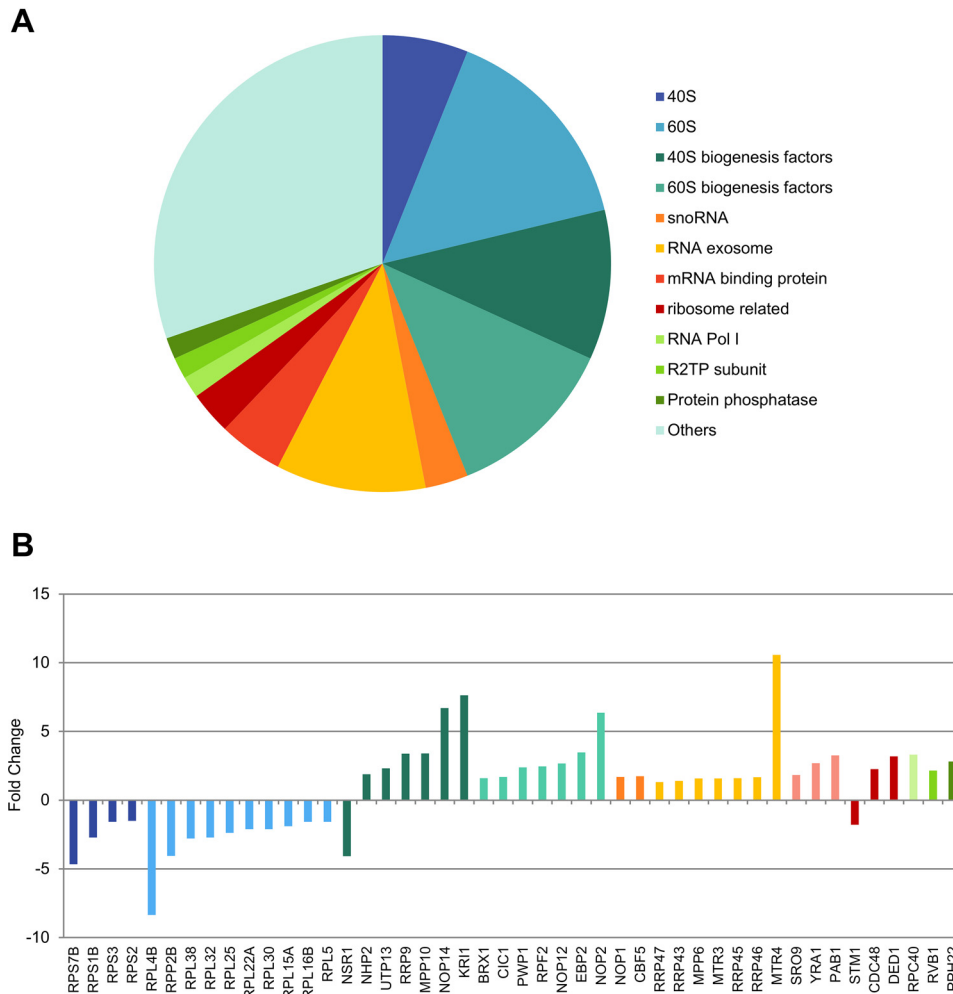 A
40S
60S
40S biogenesis factors
60S biogenesis factors
snoRNA
RNA exosome
mRNA binding protein
ribosome related
RNA Pol I
R2TP subunit
Protein phosphatase
Others
B
Fold Change
15
10
5
0
-5
-10
RPS7B
RPS1B
RPS3
RPS2
RPL4B
RPP2B
RPL38
RPL32
RPL25
RPL22A
RPL30
RPL15A
RPL16B
RPL5
NSR1
NHP2
UTP13
RRP9
MPP10
NOP14
KRI1
BRX1
CIC1
PWP1
RPF2
NOP12
EBP2
NOP2
NOP1
CBF5
RRP47
RRP43
MPP6
MTR3
RRP45
RRP46
MTR4
SRO9
YRA1
PAB1
STM1
CDC48
DED1
RPC40
RVB1